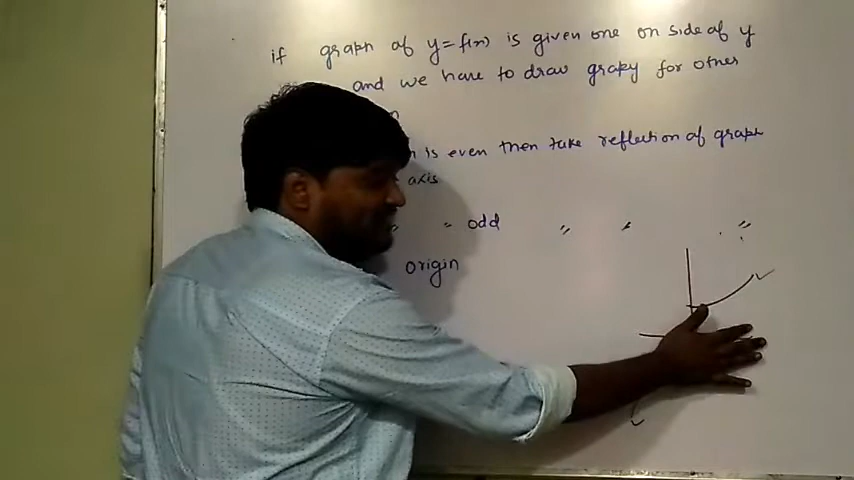 if graph of y=f(x) is given one on side of y
and we have to draw grapy for other
is even then take reflection of graph
axis
" odd " " "
origin